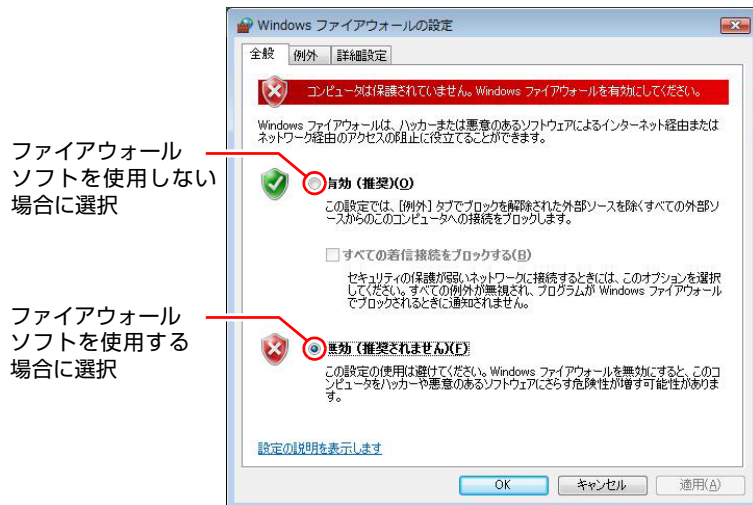 Windows ファイアウォールの設定
全般
例外
詳細設定
コンピュータは保護されていません。Windows ファイアウォールを有効にしてください。
Windows ファイアウォールは、ハッカーまたは悪意のあるソフトウェアによるインターネット経由または
ネットワーク経由のアクセスの阻止に役立てることができます。
ファイアウォール
ソフトを使用しない
場合に選択
有効（推奨）(O)
この設定では、[例外] タブでブロックを解除された外部ソースを除くすべての外部ソ
ースからのこのコンピュータへの接続をブロックします。
すべての着信接続をブロックする(B)
セキュリティの保護が弱いネットワークに接続するときには、このオプションを選択
してください。すべての例外が無視され、プログラムが Windows ファイアウォール
でブロックされるときに通知されません。
ファイアウォール
ソフトを使用する
場合に選択
無効（推奨されません）(F)
この設定の使用は避けてください。Windows ファイアウォールを無効にすると、このコ
ンピュータをハッカーや悪意のあるソフトウェアにさらす危険性が増す可能性がありま
す。
設定の説明を表示します
OK
キャンセル
適用(A)